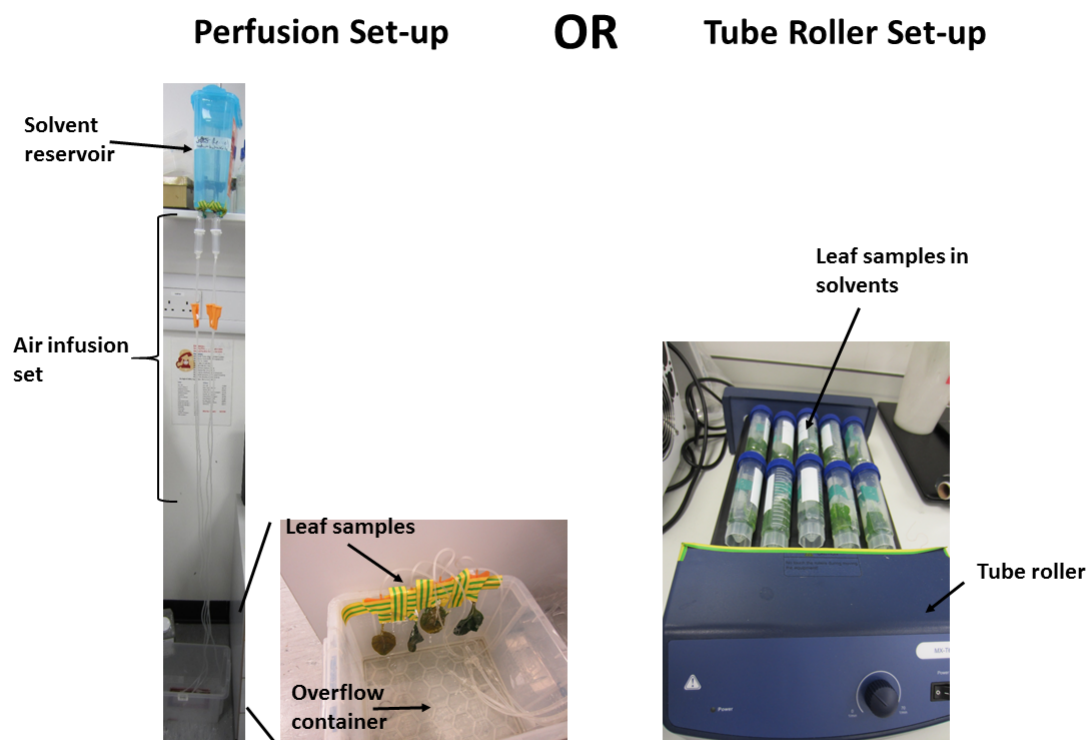 Perfusion Set-up
OR
Tube Roller Set-up
Solvent
reservoir
Air infusion
set
Leaf samples
Overflow
container
Leaf samples in
solvents
Tube roller
Power